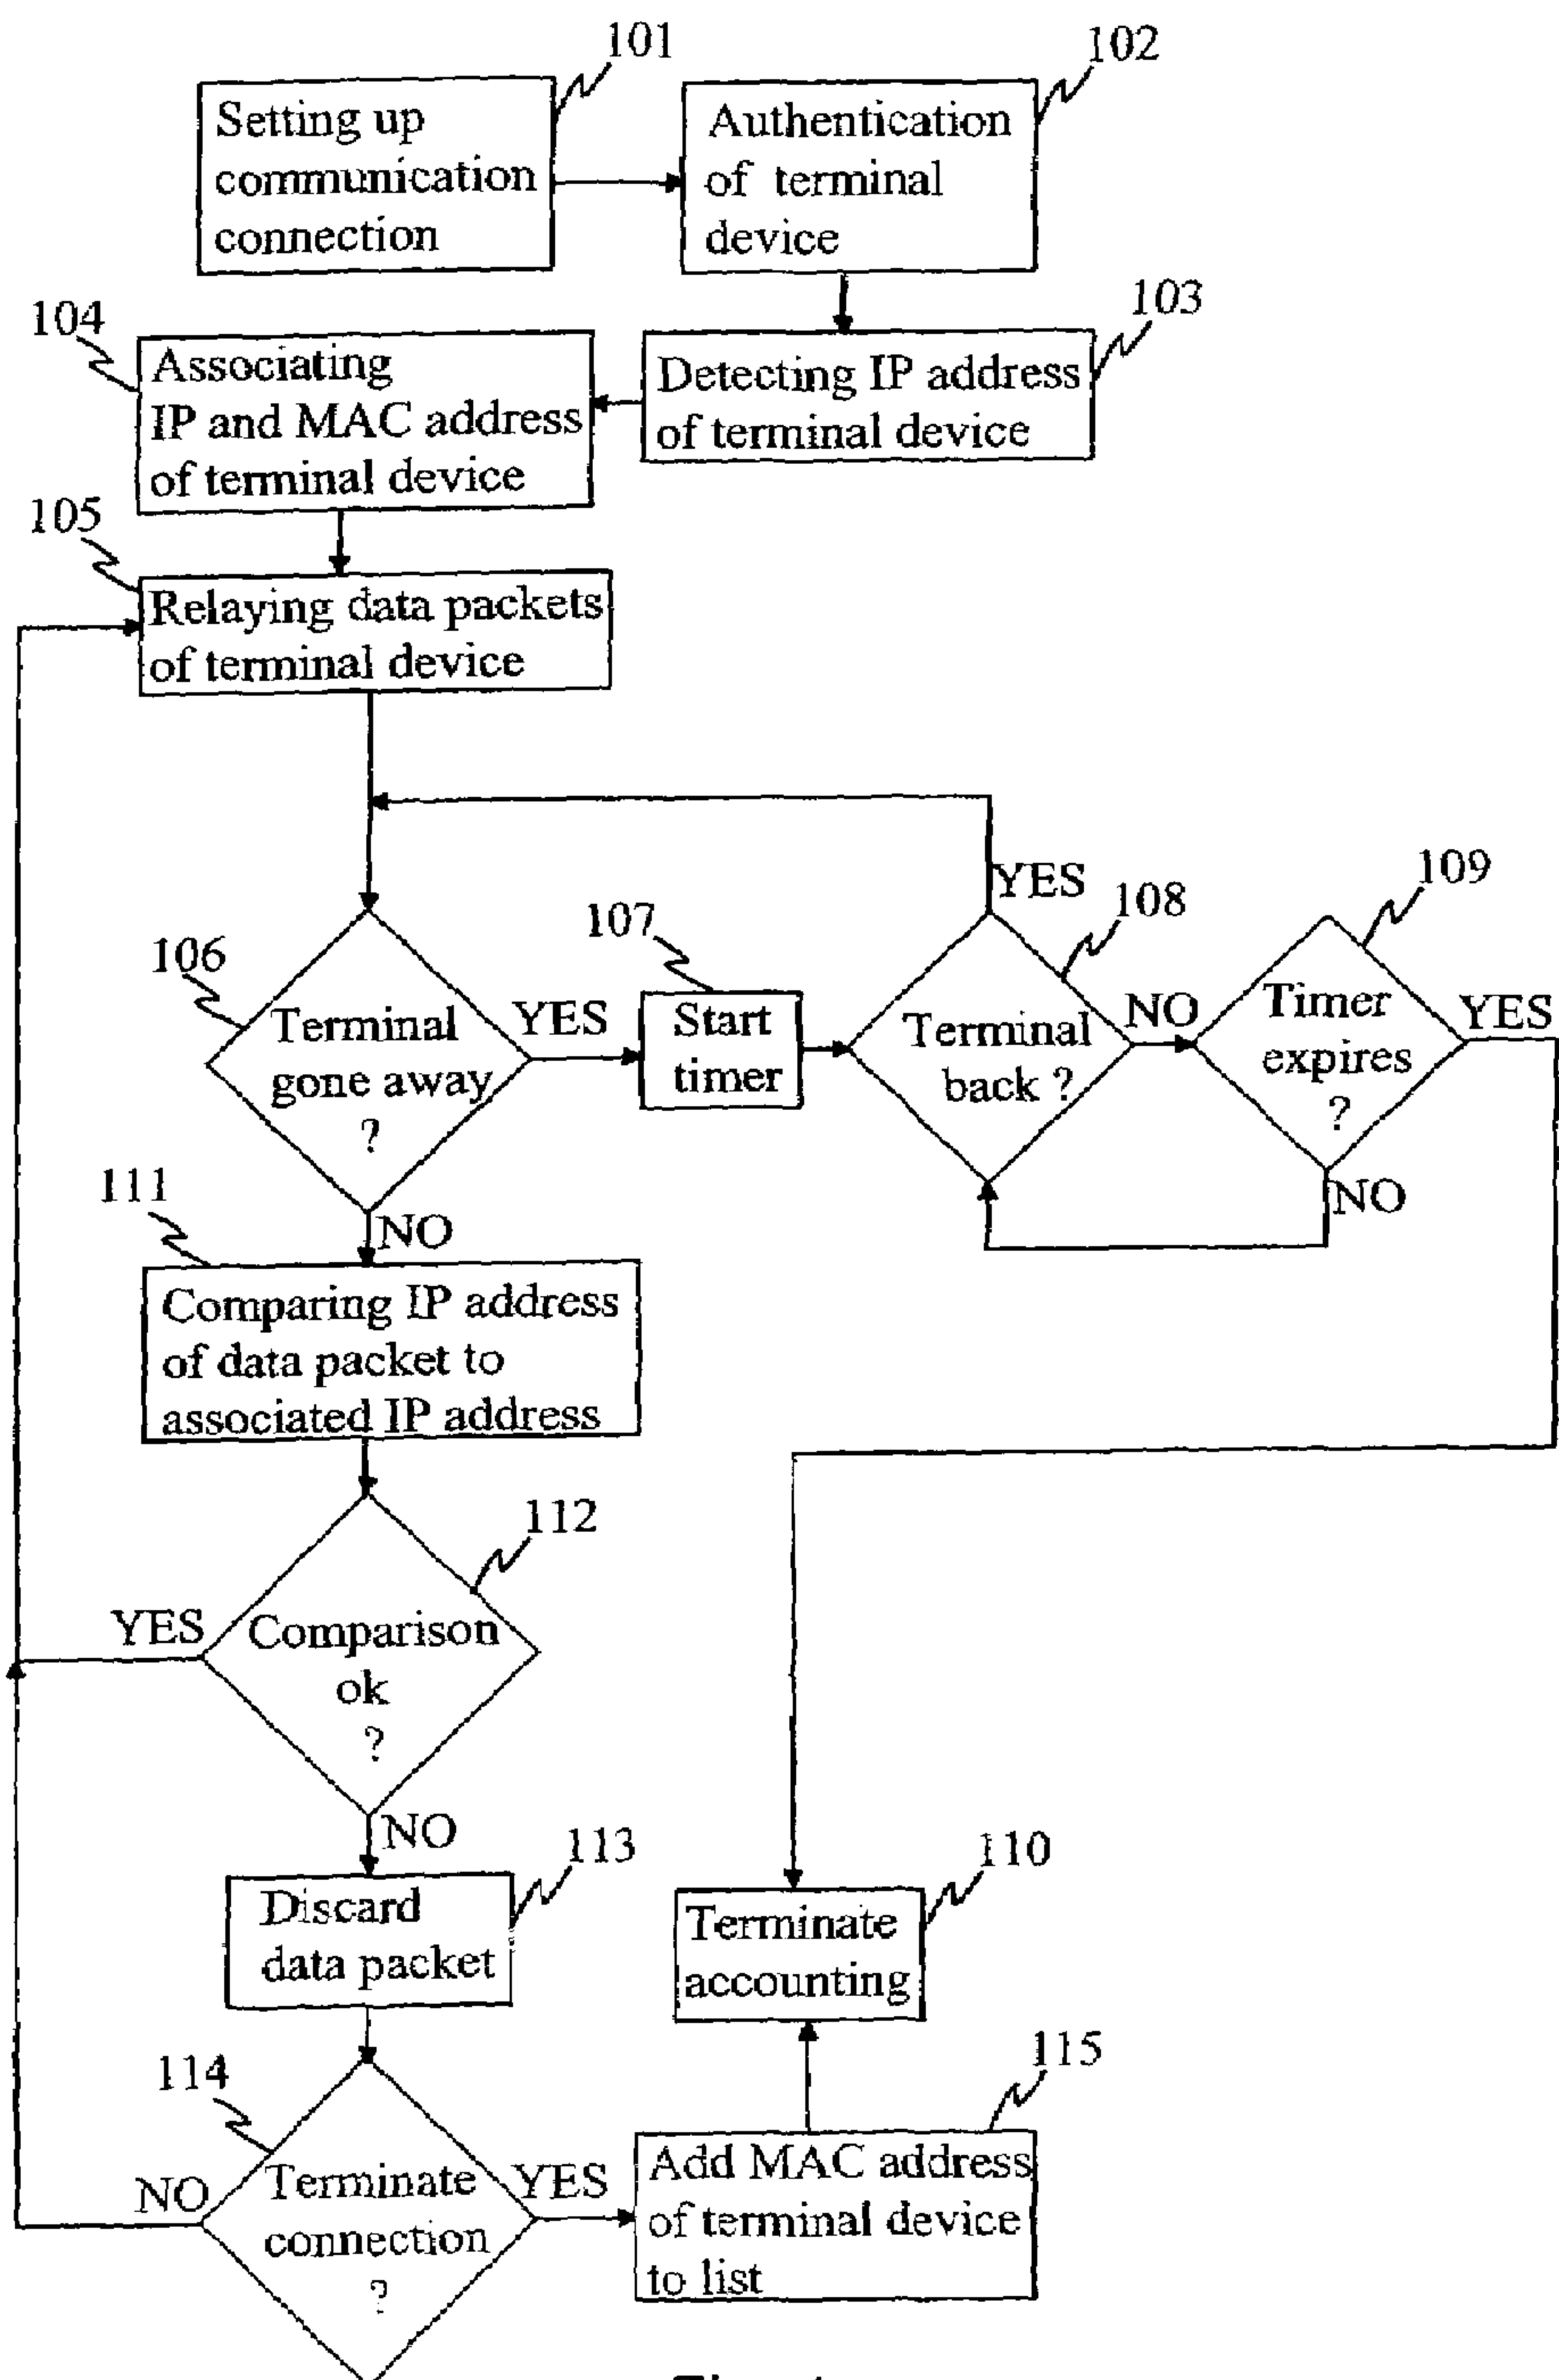 101
Setting up
communication
connection
102
Authentication
of terminal
device
103
Detecting IP address
of terminal device
104
Associating
IP and MAC address
of terminal device
105
Relaying data packets
of terminal device
106
Terminal
gone away
?
YES
NO
107
Start
timer
108
Terminal
back ?
YES
NO
109
Timer
expires
?
YES
NO
111
Comparing IP address
of data packet to
associated IP address
112
Comparison
ok
?
YES
NO
113
Discard
data packet
110
Terminate
accounting
114
Terminate
connection
?
NO
YES
115
Add MAC address
of terminal device
to list